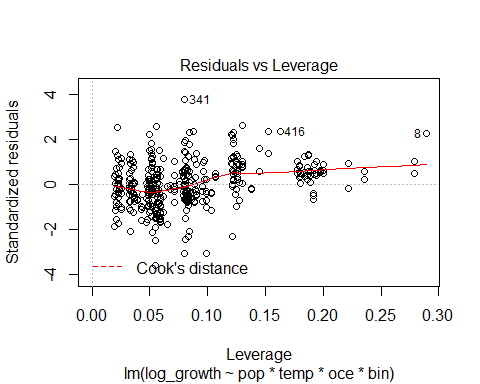 Residuals vs Leverage
Standardized residuals
4
2
0
-2
-4
341
416
8
Cook's distance
0.00 0.05 0.10 0.15 0.20 0.25 0.30
Leverage
lm(log_growth ~ pop * temp * oce * bin)